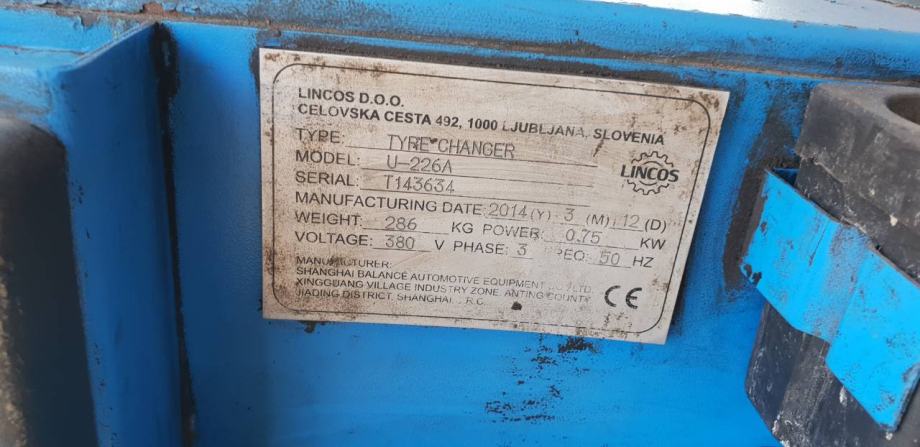 LINCOS D.O.O.
CELOVSKA CESTA 492, 1000 LJUBLJANA, SLOVENIA
TYPE: TYRE CHANGER
MODEL: U-226A
LINCOS
SERIAL: T143634
MANUFACTURING DATE: 2014 (Y) 3 (M) 12 (D)
WEIGHT: 286 KG POWER: 0.75 KW
VOLTAGE: 380 V PHASE: 3 50 HZ
MANUFACTURER:
SHANGHAI BALANCE AUTOMOTIVE EQUIPMENT LTD.
XINGGUANG VILLAGE INDUSTRY ZONE, ANTING COUNTY
JIADING DISTRICT, SHANGHAI
CE